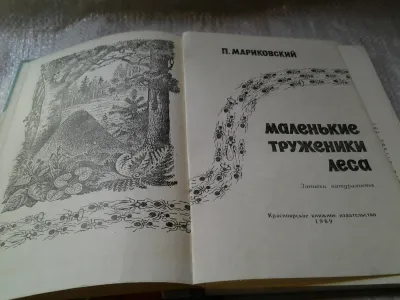 П. МАРИКОВСКИЙ
МАЛЕНЬКИЕ
ТРУЖЕНИКИ
ЛЕСА
Записки натуралиста
Красноярское книжное издательство
1969